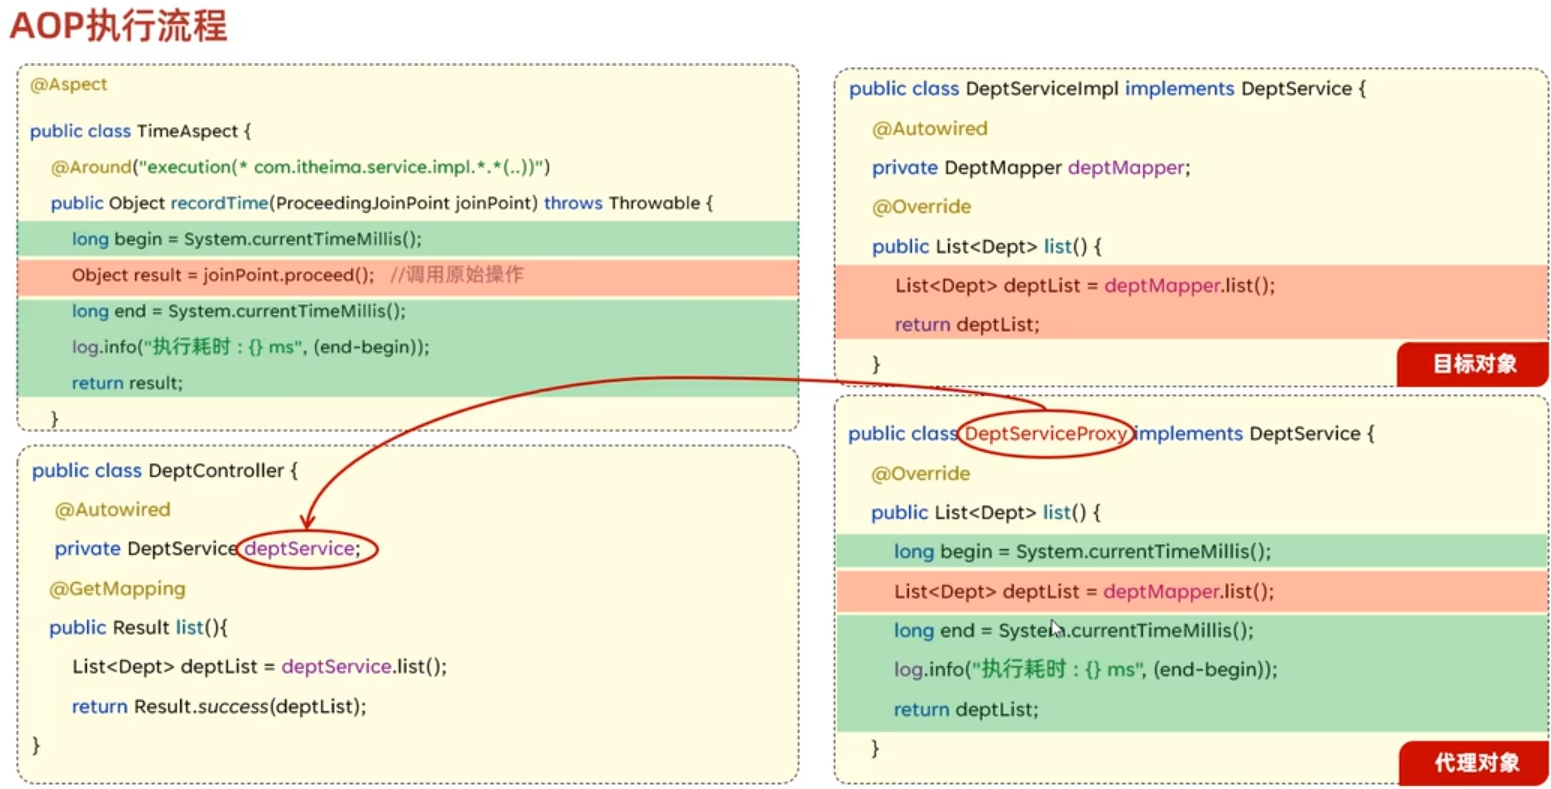 AOP执行流程
@Aspect
public class TimeAspect {
@Around("execution(* com.itheima.service.impl.*.*(..))")
public Object recordTime(ProceedingJoinPoint joinPoint) throws Throwable {
long begin = System.currentTimeMillis();
Object result = joinPoint.proceed(); //调用原始操作
long end = System.currentTimeMillis();
log.info("执行耗时 : {} ms", (end-begin));
return result;
}
public class DeptController {
@Autowired
private DeptService deptService;
@GetMapping
public Result list(){
List<Dept> deptList = deptService.list();
return Result.success(deptList);
}
public class DeptServiceImpl implements DeptService {
@Autowired
private DeptMapper deptMapper;
@Override
public List<Dept> list() {
List<Dept> deptList = deptMapper.list();
return deptList;
}
目标对象
public class DeptServiceProxy implements DeptService {
@Override
public List<Dept> list() {
long begin = System.currentTimeMillis();
List<Dept> deptList = deptMapper.list();
long end = System.currentTimeMillis();
log.info("执行耗时 : {} ms", (end-begin));
return deptList;
}
代理对象